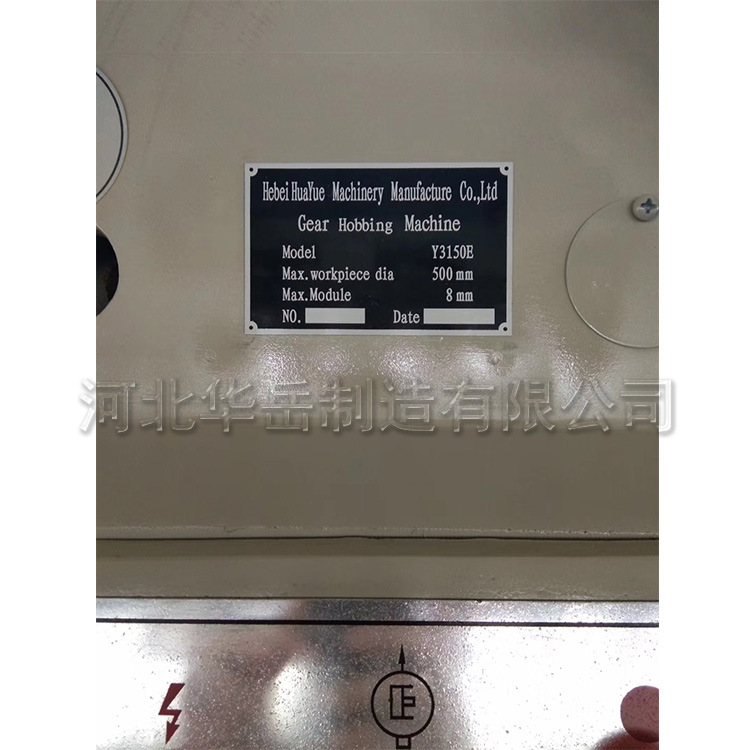 Hebei HuaYue Machinery Manufacture Co.,Ltd
Gear Hobbing Machine
Model Y3150E
Max.workpiece dia 500 mm
Max.Module 8 mm
NO. Date
河北华岳制造有限公司